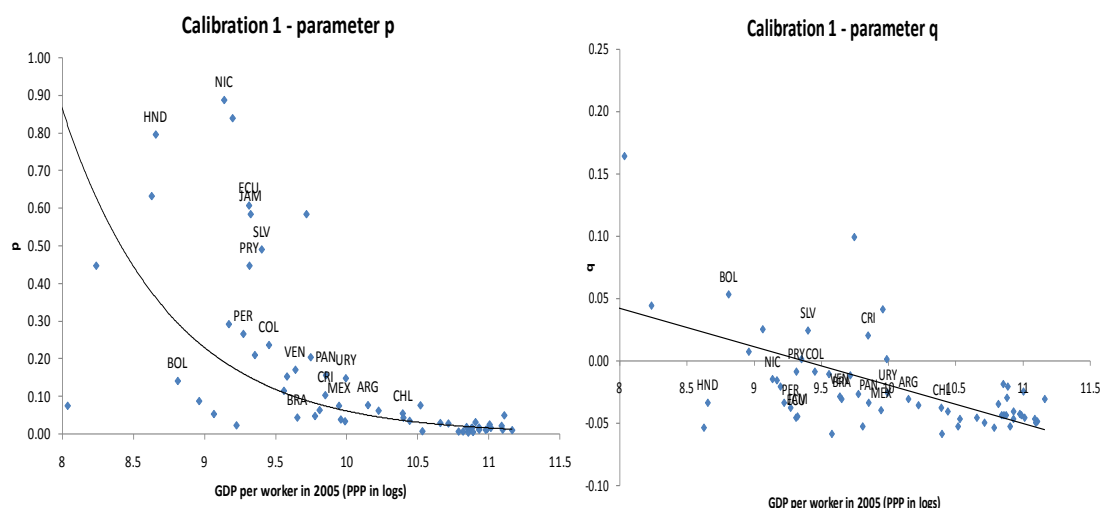 Calibration 1 - parameter p
1.00
0.90
0.80
0.70
0.60
0.50
0.40
0.30
0.20
0.10
0.00
p
NIC
HND
ECU
JAM
SLV
PRY
PER
COL
BOL
VEN
PAN
URY
CRI
MEX
ARG
BRA
CHL
8 8.5 9 9.5 10 10.5 11 11.5
GDP per worker in 2005 (PPP in logs)
Calibration 1 - parameter q
0.25
0.20
0.15
0.10
0.05
0.00
-0.05
-0.10
q
BOL
SLV
CRI
PRY COL
NIC
URY
HND
PER
VEN
BRA
PAN
ARG
MEX
CHL
ECU
8 8.5 9 9.5 10 10.5 11 11.5
GDP per worker in 2005 (PPP in logs)